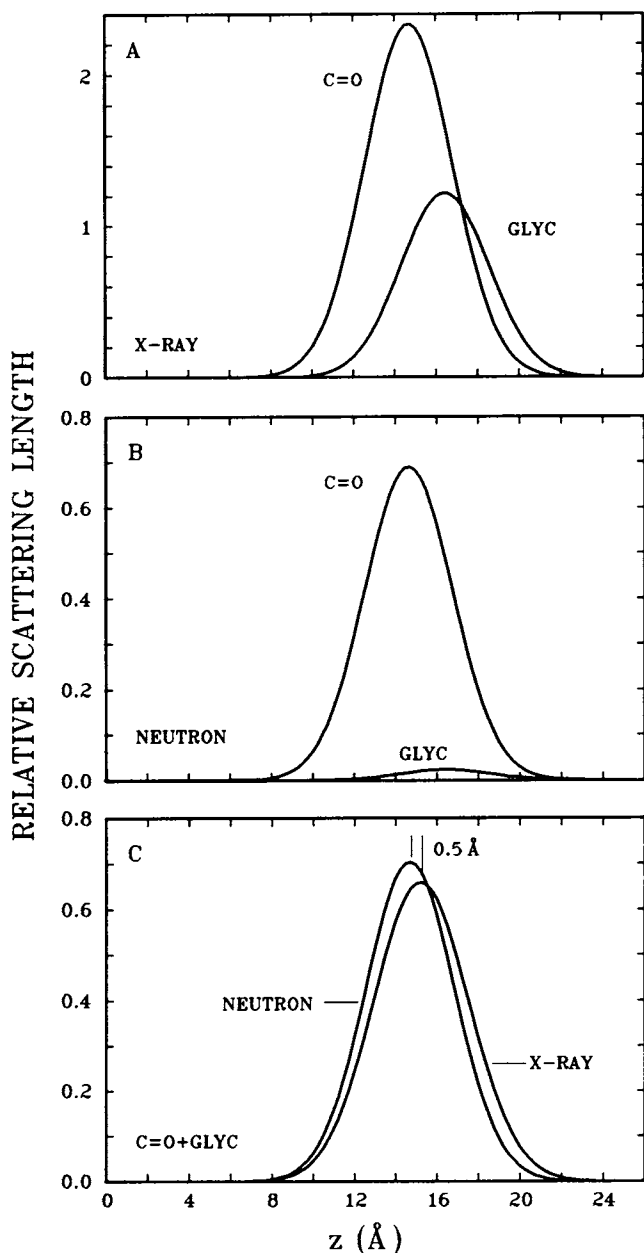 RELATIVE SCATTERING LENGTH
A
C=O
GLYC
X-RAY
2
1
0
B
C=O
GLYC
NEUTRON
0.8
0.6
0.4
0.2
0.0
C
0.5 Å
NEUTRON
X-RAY
C=O+GLYC
0.8
0.6
0.4
0.2
0.0
0 4 8 12 16 20 24
z (Å)